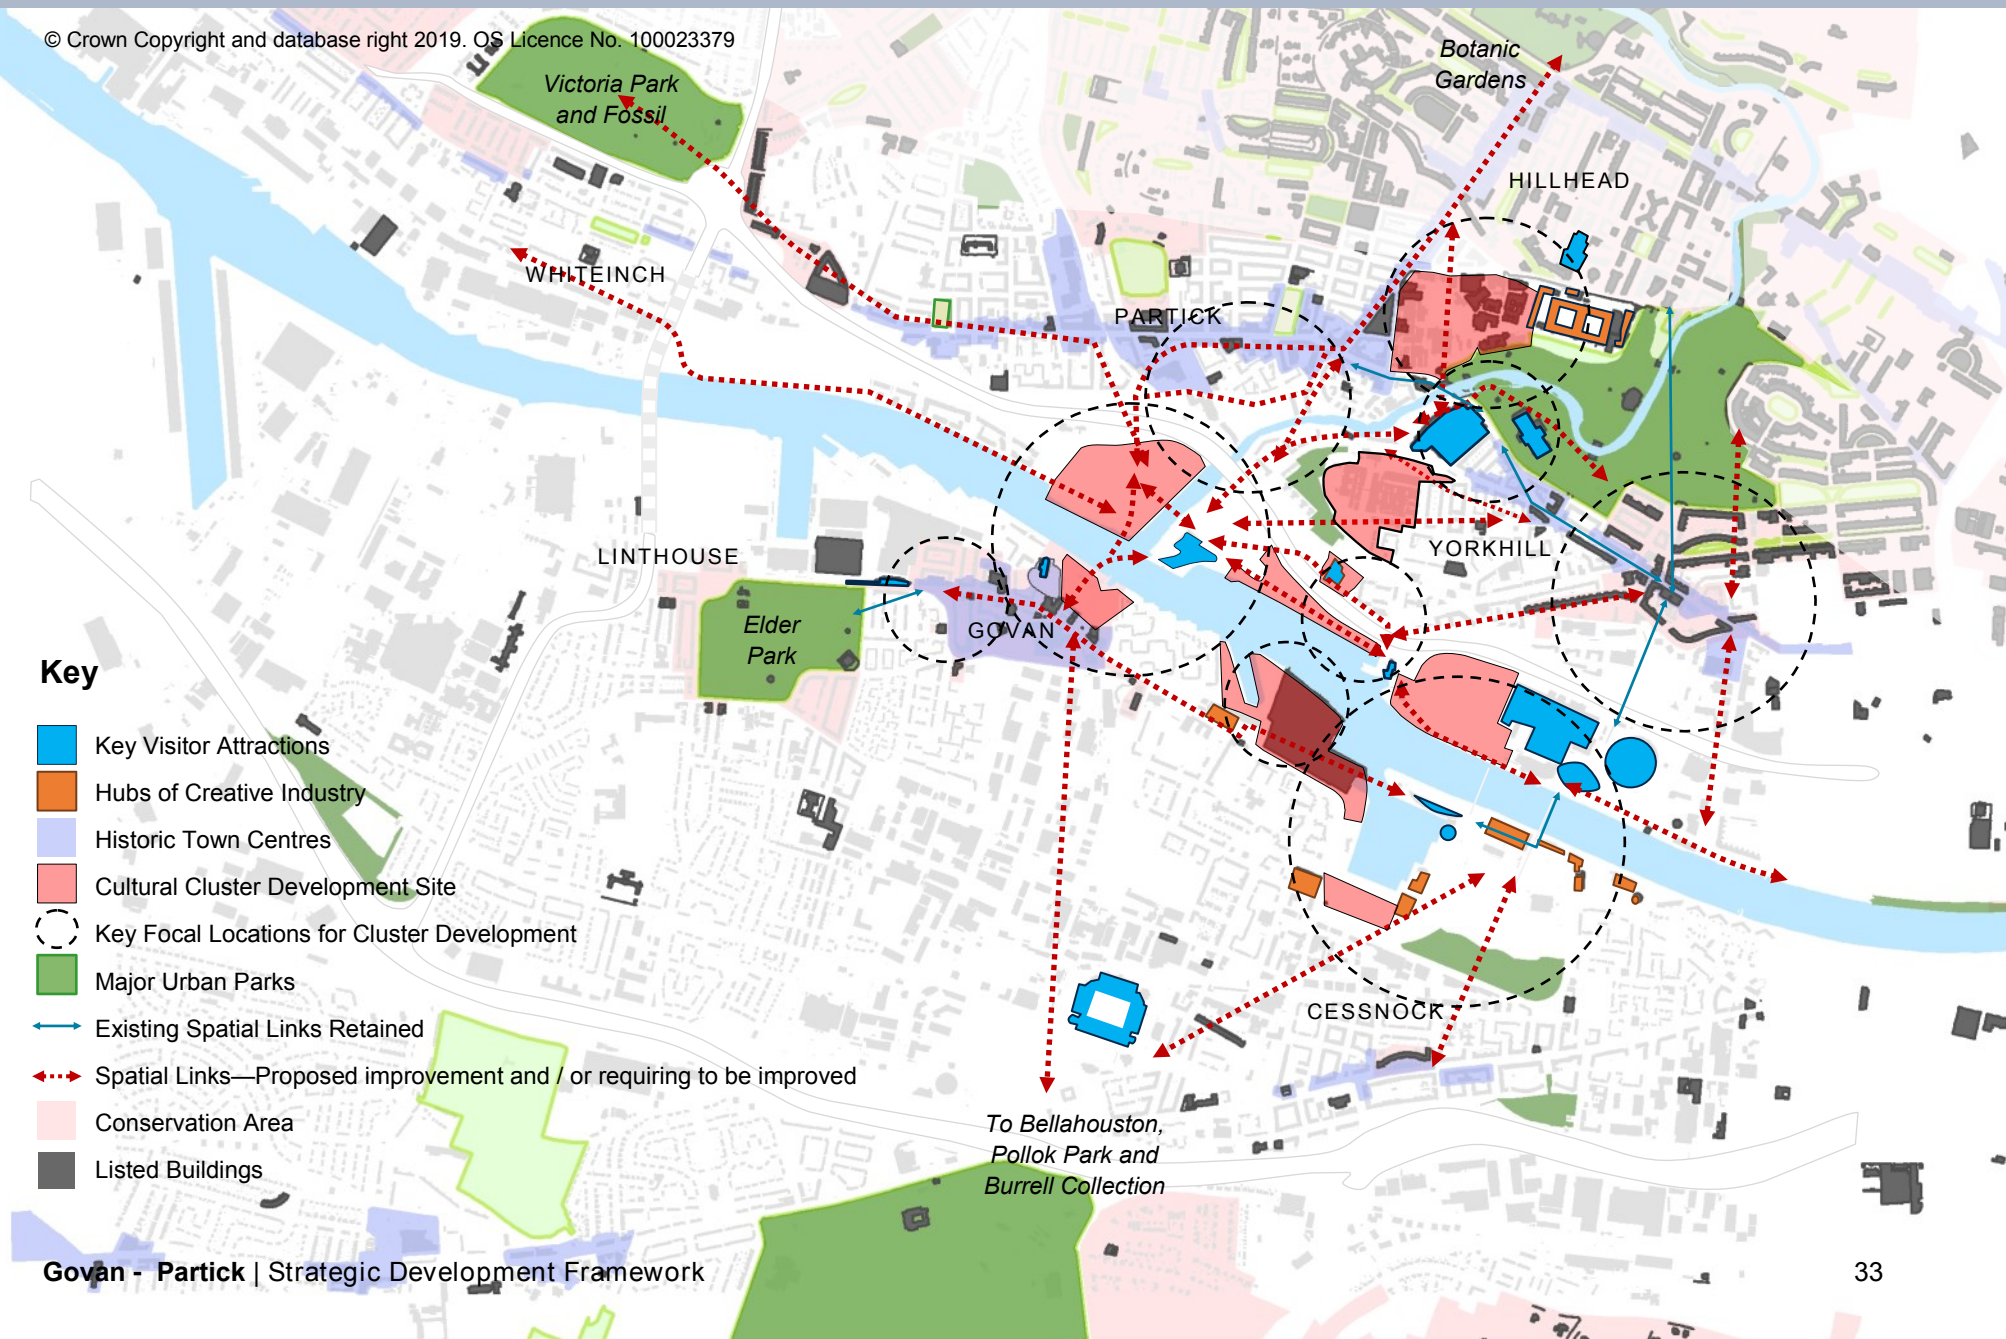 © Crown Copyright and database right 2019. OS Licence No. 100023379
Botanic
Gardens
Victoria Park
and Fossil
HILLHEAD
WHITEINCH
PARTICK
LINTHOUSE
YORKHILL
Elder
Park
GOVAN
CESSNOCK
To Bellahouston,
Pollok Park and
Burrell Collection
Key
Key Visitor Attractions
Hubs of Creative Industry
Historic Town Centres
Cultural Cluster Development Site
Key Focal Locations for Cluster Development
Major Urban Parks
Existing Spatial Links Retained
Spatial Links—Proposed improvement and / or requiring to be improved
Conservation Area
Listed Buildings
Govan - Partick | Strategic Development Framework
33